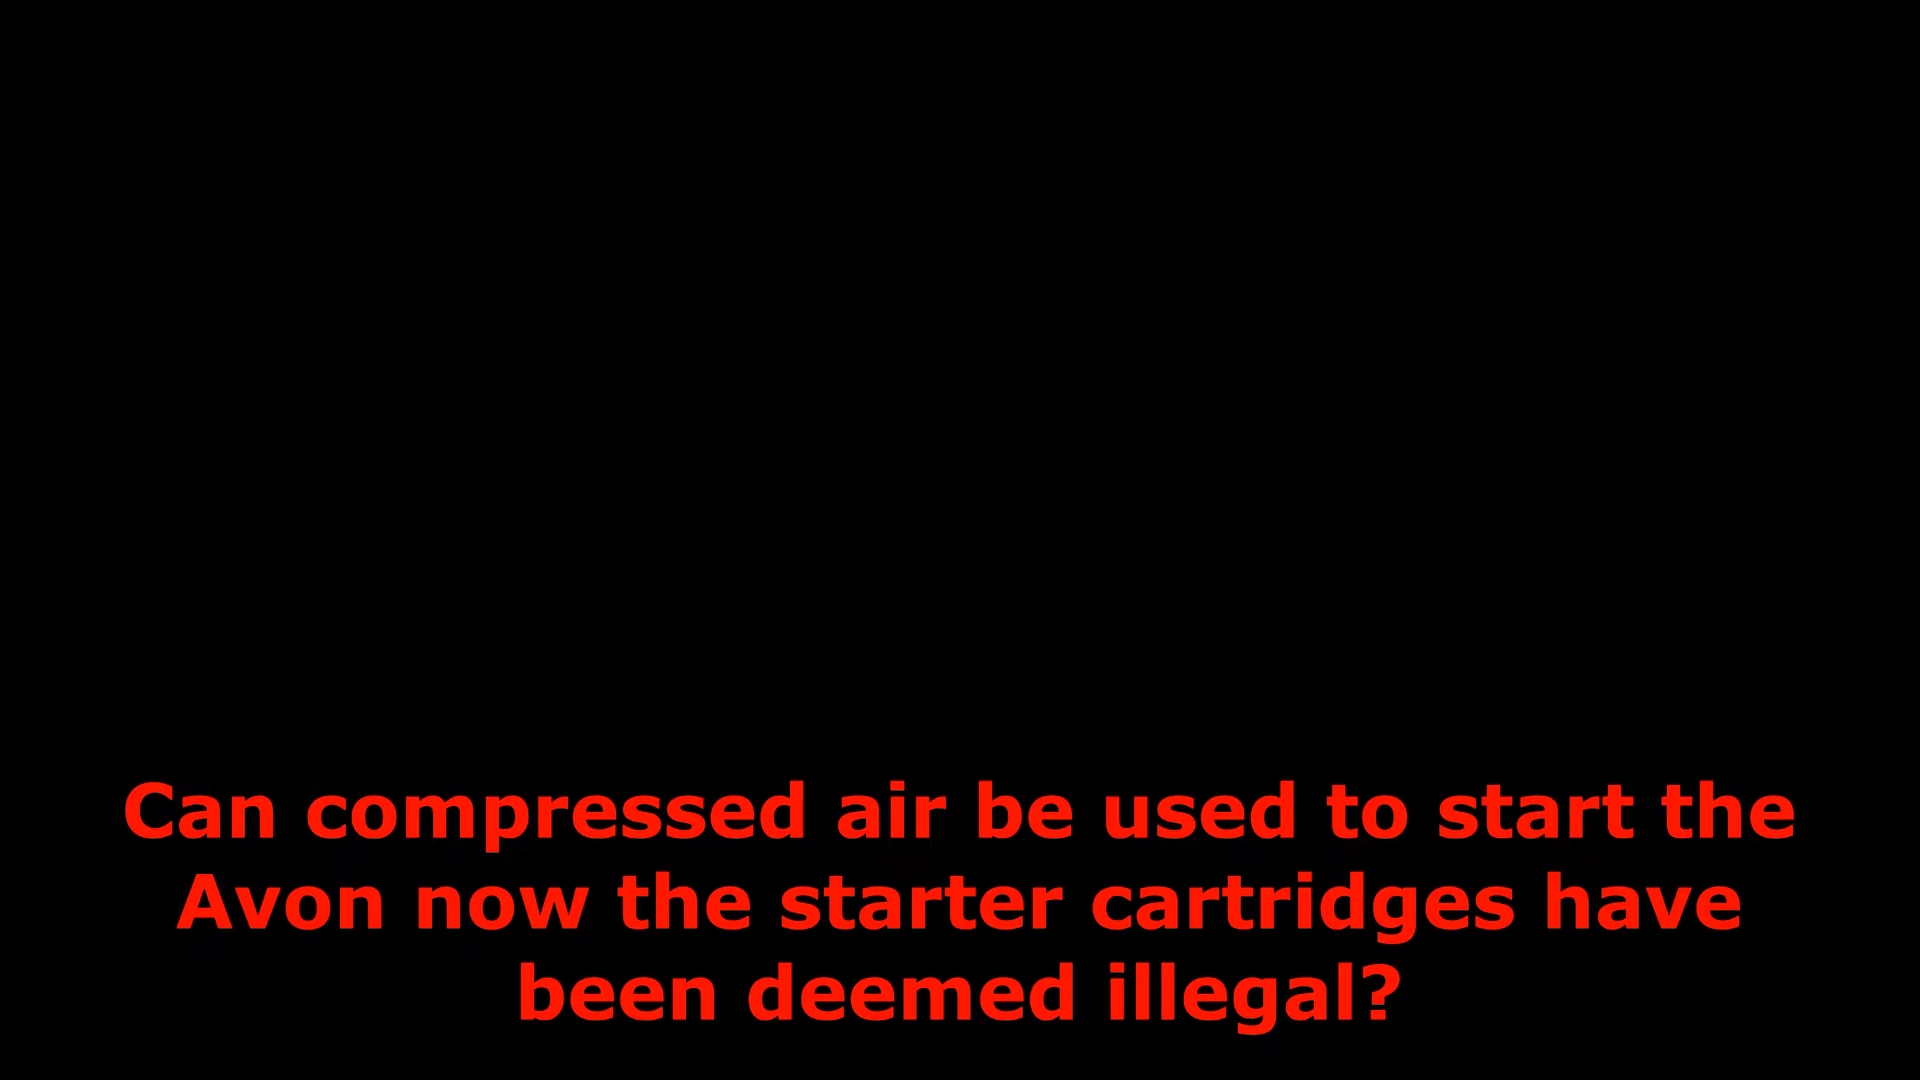 Can compressed air be used to start the
Avon now the starter cartridges have
been deemed illegal?